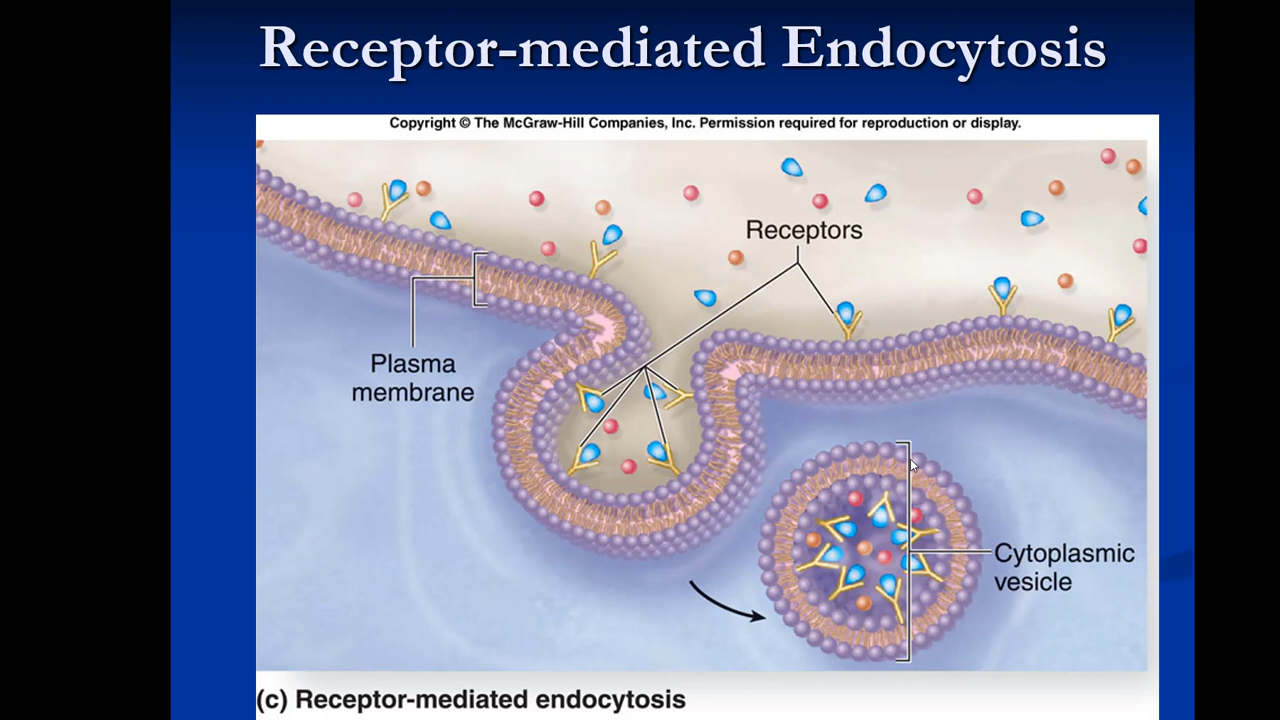 Receptor-mediated Endocytosis
Copyright © The McGraw-Hill Companies, Inc. Permission required for reproduction or display.
Receptors
Plasma
membrane
Cytoplasmic
vesicle
(c) Receptor-mediated endocytosis